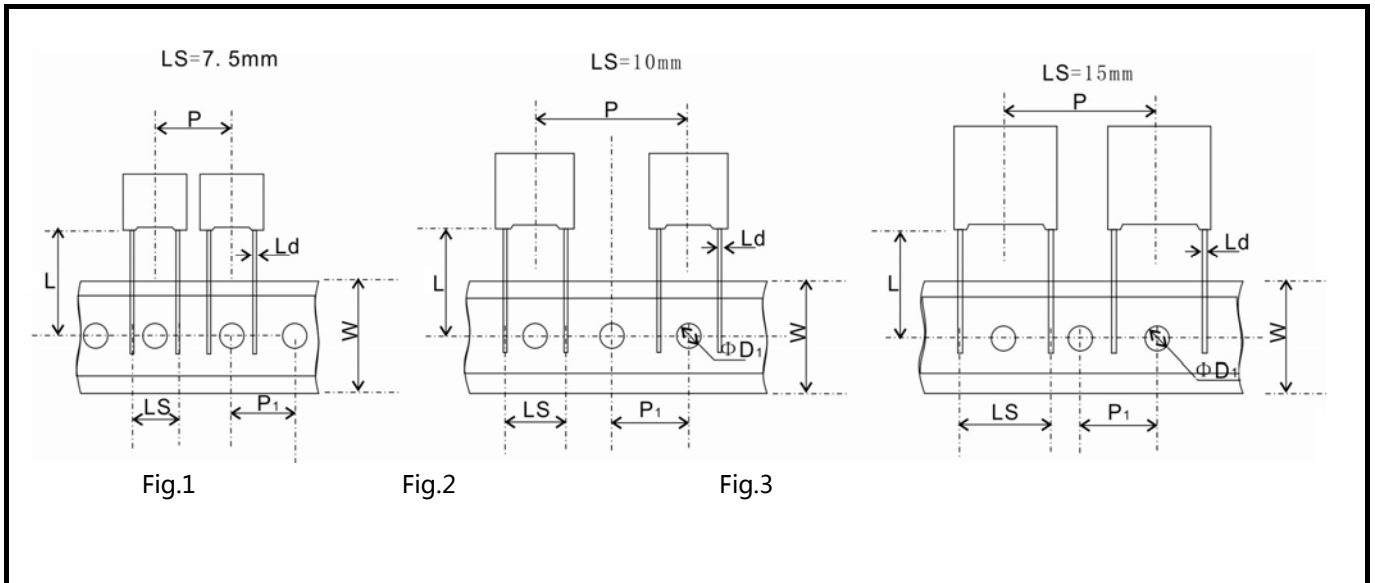 LS=7. 5mm
LS=10mm
LS=15mm
P
P
P
Ld
Ld
Ld
L
L
L
W
W
W
ΦD1
ΦD1
LS
P1
LS
P1
LS
P1
Fig.1
Fig.2
Fig.3